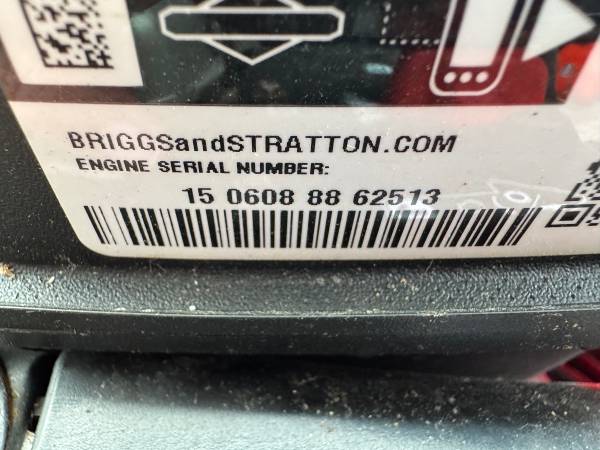 BRIGGSandSTRATTON.COM
ENGINE SERIAL NUMBER:
15 0608 88 62513